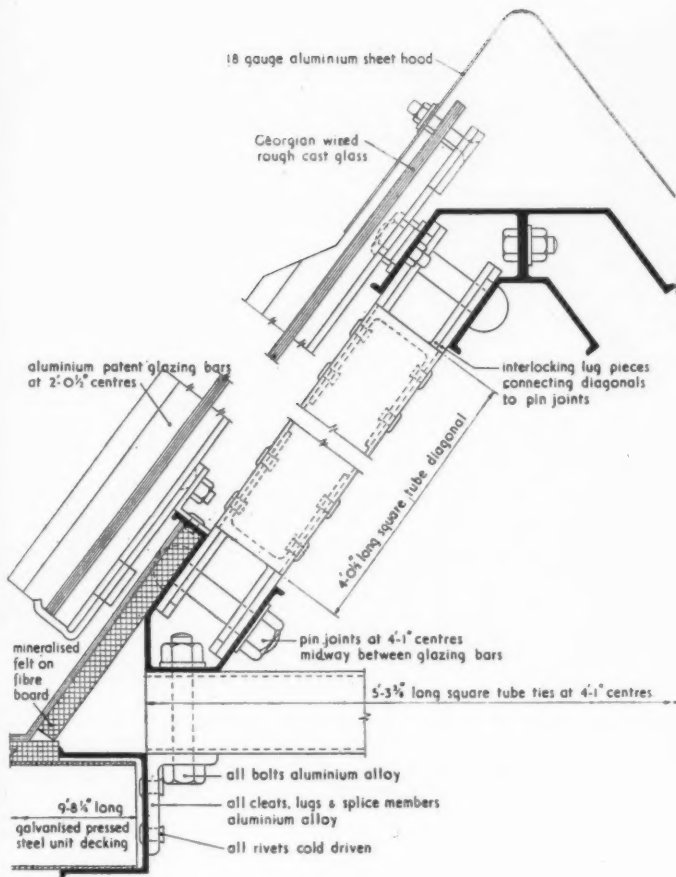 18 gauge aluminium sheet hood
Georgian wired
rough cast glass
aluminium patent glazing bars
at 2'-0½" centres
interlocking lug pieces
connecting diagonals
to pin joints
4'-0½" long square tube diagonal
mineralised
felt on
fibre
board
pin joints at 4'-1" centres
midway between glazing bars
5'-3¾" long square tube ties at 4'-1" centres
all bolts aluminium alloy
9'-8¼" long
galvanised pressed
steel unit decking
all cleats, lugs & splice members
aluminium alloy
all rivets cold driven